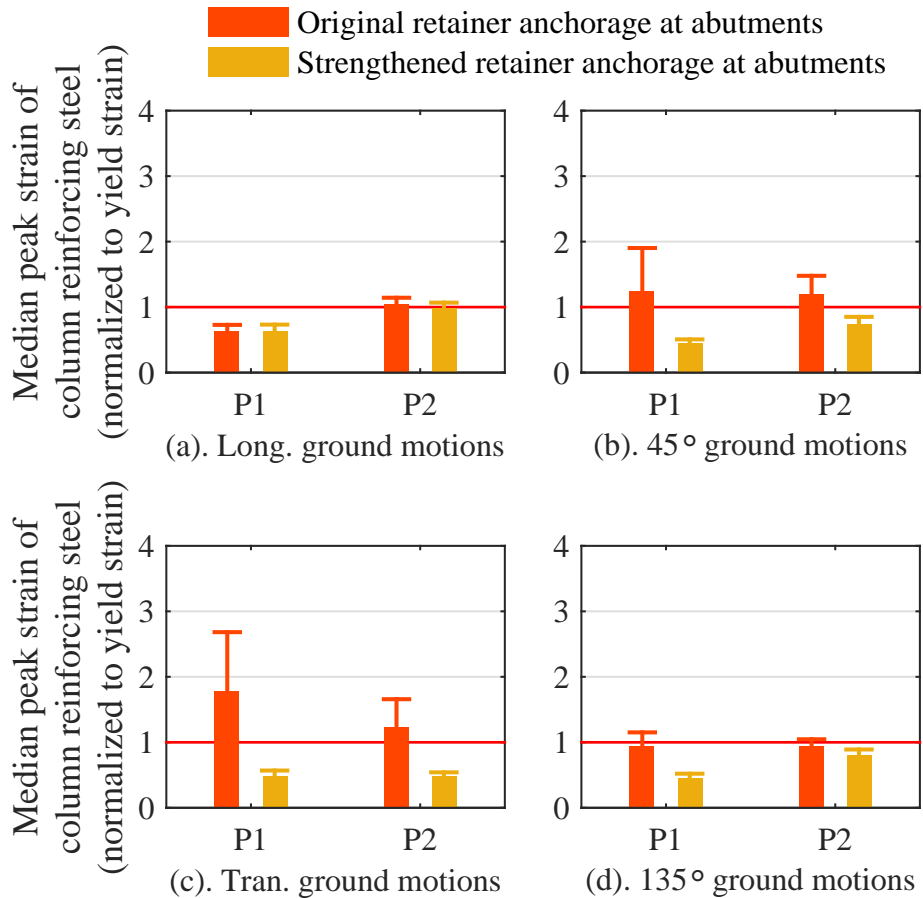 Original retainer anchorage at abutments
Strengthened retainer anchorage at abutments
Median peak strain of
column reinforcing steel
(normalized to yield strain)
4
3
2
1
0
P1 P2
(a). Long. ground motions
4
3
2
1
0
P1 P2
(b). 45° ground motions
Median peak strain of
column reinforcing steel
(normalized to yield strain)
4
3
2
1
0
P1 P2
(c). Tran. ground motions
4
3
2
1
0
P1 P2
(d). 135° ground motions